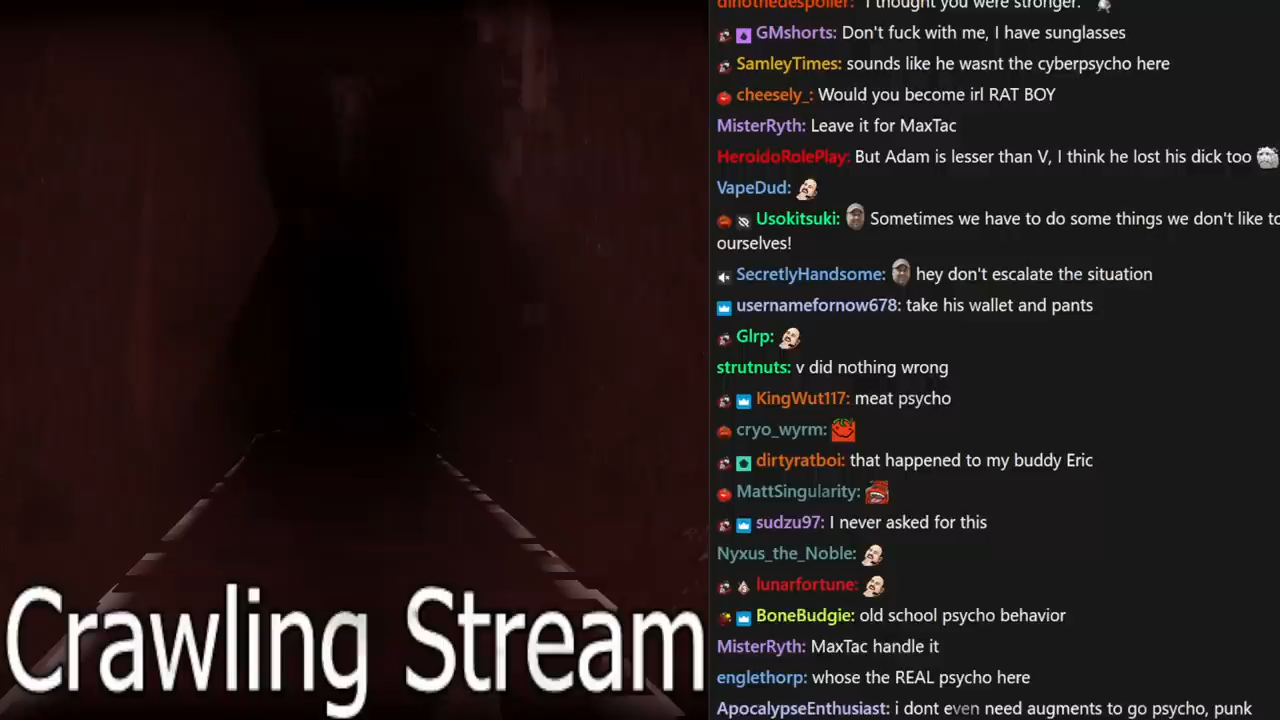 dinothedespoiler: "I thought you were stronger."
GMshorts: Don't fuck with me, I have sunglasses
SamleyTimes: sounds like he wasnt the cyberpsycho here
cheesely_: Would you become irl RAT BOY
MisterRyth: Leave it for MaxTac
HeroldoRolePlay: But Adam is lesser than V, I think he lost his dick too
VapeDud:
Usokitsuki: Sometimes we have to do some things we don't like to
ourselves!
SecretlyHandsome: hey don't escalate the situation
usernamefornow678: take his wallet and pants
Glrp:
strutnuts: v did nothing wrong
KingWut117: meat psycho
cryo_wyrm:
dirtyratboi: that happened to my buddy Eric
MattSingularity:
sudzu97: I never asked for this
Nyxus_the_Noble:
lunarfortune:
BoneBudgie: old school psycho behavior
MisterRyth: MaxTac handle it
englethorp: whose the REAL psycho here
ApocalypseEnthusiast: i dont even need augments to go psycho, punk
Crawling Stream